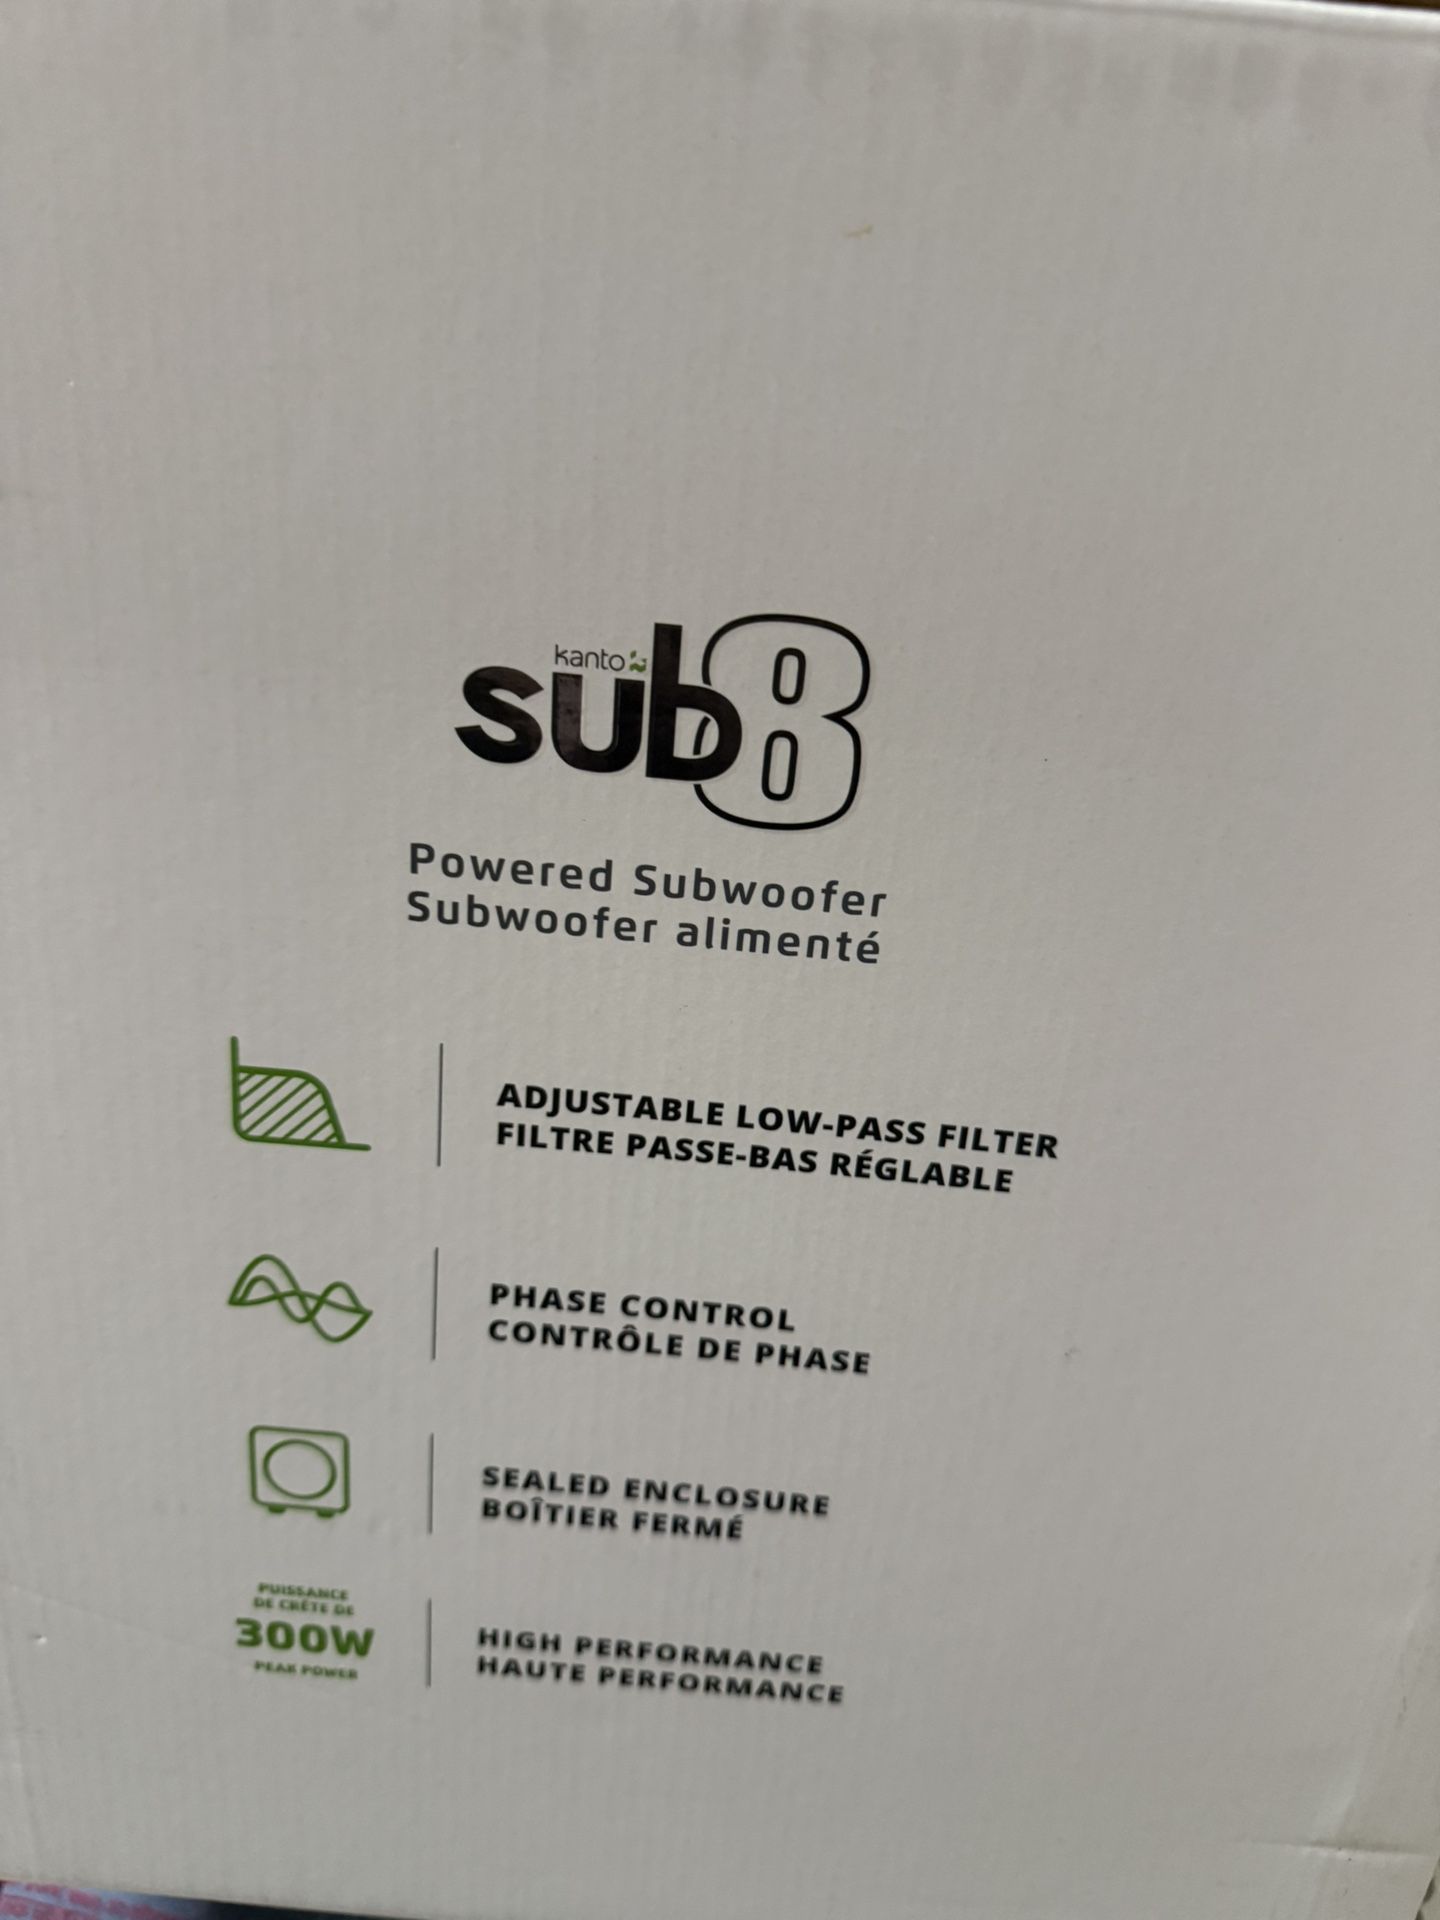 kanto
sub8
Powered Subwoofer
Subwoofer alimenté
ADJUSTABLE LOW-PASS FILTER
FILTRE PASSE-BAS RÉGLABLE
PHASE CONTROL
CONTRÔLE DE PHASE
SEALED ENCLOSURE
BOÎTIER FERMÉ
PUISSANCE
DE CRÊTE DE
300W
PEAK POWER
HIGH PERFORMANCE
HAUTE PERFORMANCE